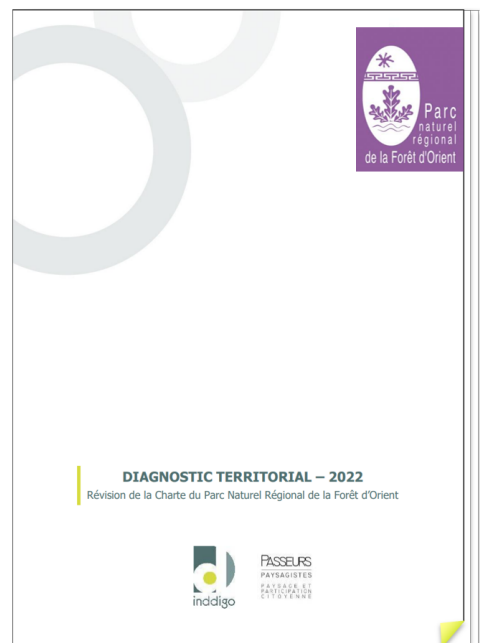 Parc
naturel
régional
de la Forêt d'Orient
DIAGNOSTIC TERRITORIAL – 2022
Révision de la Charte du Parc Naturel Régional de la Forêt d'Orient
inddigo
PASSEURS
PAYSAGISTES
PAYSAGE ET
PARTICIPATION
CITOYENNE